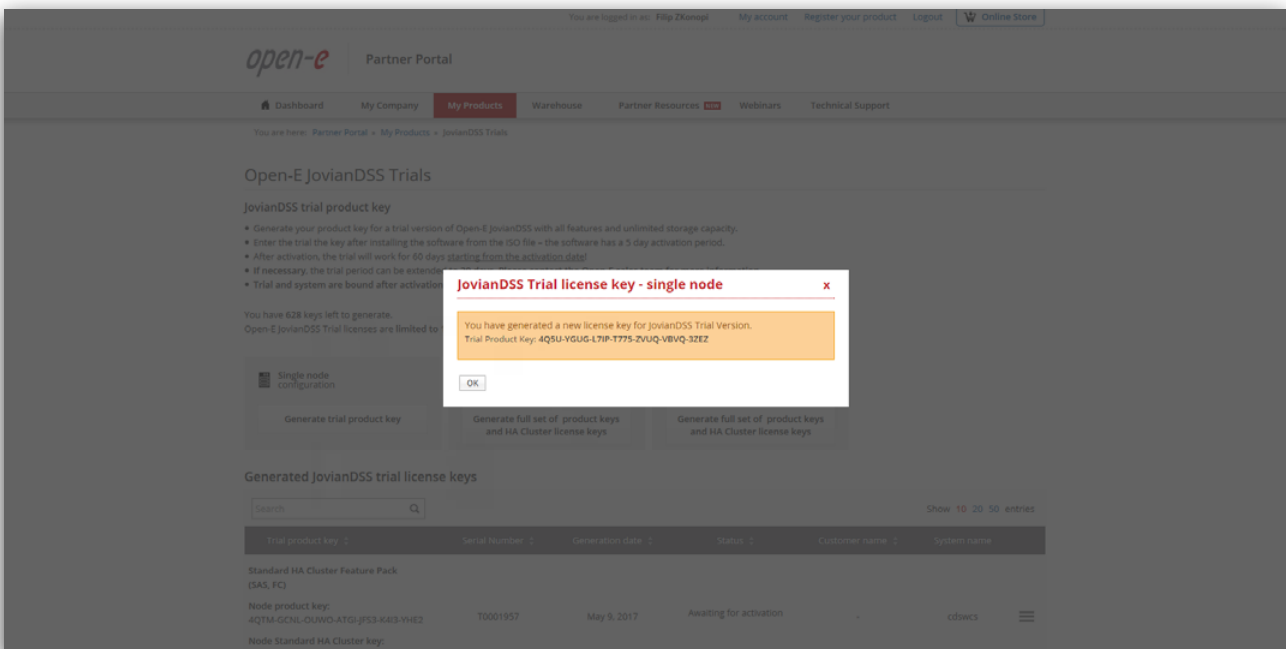 You are logged in as: Filip ZKonopi My account Register your product Logout Online Store
open-e Partner Portal
Dashboard My Company My Products Warehouse Partner Resources NEW Webinars Technical Support
You are here: Partner Portal » My Products » JovianDSS Trials
Open-E JovianDSS Trials
JovianDSS trial product key
Generate your product key for a trial version of Open-E JovianDSS with all features and unlimited storage capacity.
Enter the trial the key after installing the software from the ISO file – the software has a 5 day activation period.
After activation, the trial will work for 60 days starting from the activation date!
If necessary, the trial period can be extended
Trial and system are bound after activation
You have 628 keys left to generate.
Open-E JovianDSS Trial licenses are limited to
JovianDSS Trial license key - single node x
You have generated a new license key for JovianDSS Trial Version.
Trial Product Key: 4Q5U-YGUG-L7IP-T775-ZVUQ-VBVQ-3ZEZ
OK
Single node
configuration
Generate trial product key
Generate full set of product keys
and HA Cluster license keys
Generate full set of product keys
and HA Cluster license keys
Generated JovianDSS trial license keys
Search Show 10 20 50 entries
Trial product key Serial Number Generation date Status Customer name System name
Standard HA Cluster Feature Pack
(SAS, FC)
Node product key:
4QTM-GCNL-OUWO-ATGI-JFS3-K4I3-YHE2 T0001957 May 9, 2017 Awaiting for activation - cdswcs
Node Standard HA Cluster key: